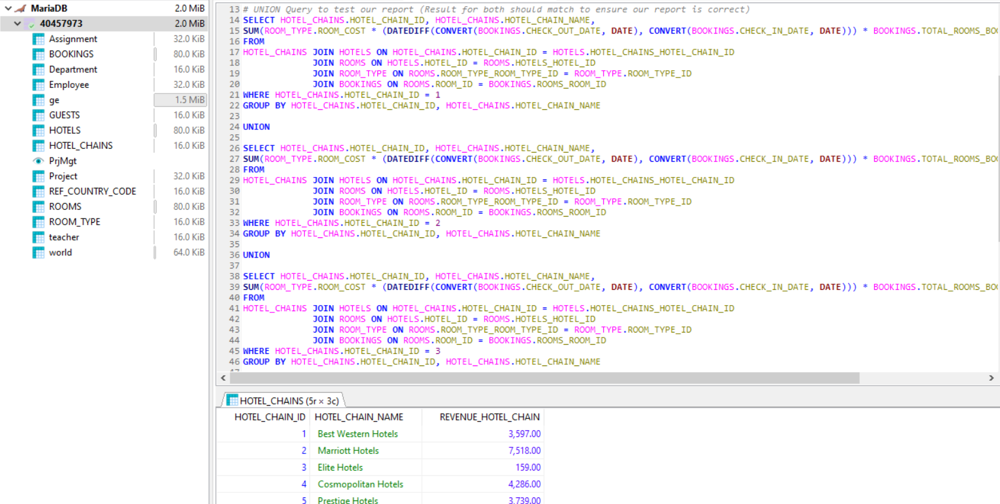 MariaDB 2.0 MiB
40457973 2.0 MiB
Assignment 32.0 KiB
BOOKINGS 80.0 KiB
Department 16.0 KiB
Employee 32.0 KiB
ge 1.5 MiB
GUESTS 16.0 KiB
HOTELS 80.0 KiB
HOTEL_CHAINS 16.0 KiB
PrjMgt
Project 32.0 KiB
REF_COUNTRY_CODE 16.0 KiB
ROOMS 80.0 KiB
ROOM_TYPE 16.0 KiB
teacher 16.0 KiB
world 64.0 KiB
13 # UNION Query to test our report (Result for both should match to ensure our report is correct)
14 SELECT HOTEL_CHAINS.HOTEL_CHAIN_ID, HOTEL_CHAINS.HOTEL_CHAIN_NAME,
15 SUM(ROOM_TYPE.ROOM_COST * (DATEDIFF(CONVERT(BOOKINGS.CHECK_OUT_DATE, DATE), CONVERT(BOOKINGS.CHECK_IN_DATE, DATE))) * BOOKINGS.TOTAL_ROOMS_BO
16 FROM
17 HOTEL_CHAINS JOIN HOTELS ON HOTEL_CHAINS.HOTEL_CHAIN_ID = HOTELS.HOTEL_CHAINS_HOTEL_CHAIN_ID
18 JOIN ROOMS ON HOTELS.HOTEL_ID = ROOMS.HOTELS_HOTEL_ID
19 JOIN ROOM_TYPE ON ROOMS.ROOM_TYPE_ROOM_TYPE_ID = ROOM_TYPE.ROOM_TYPE_ID
20 JOIN BOOKINGS ON ROOMS.ROOM_ID = BOOKINGS.ROOMS_ROOM_ID
21 WHERE HOTEL_CHAINS.HOTEL_CHAIN_ID = 1
22 GROUP BY HOTEL_CHAINS.HOTEL_CHAIN_ID, HOTEL_CHAINS.HOTEL_CHAIN_NAME
23
24 UNION
25
26 SELECT HOTEL_CHAINS.HOTEL_CHAIN_ID, HOTEL_CHAINS.HOTEL_CHAIN_NAME,
27 SUM(ROOM_TYPE.ROOM_COST * (DATEDIFF(CONVERT(BOOKINGS.CHECK_OUT_DATE, DATE), CONVERT(BOOKINGS.CHECK_IN_DATE, DATE))) * BOOKINGS.TOTAL_ROOMS_BO
28 FROM
29 HOTEL_CHAINS JOIN HOTELS ON HOTEL_CHAINS.HOTEL_CHAIN_ID = HOTELS.HOTEL_CHAINS_HOTEL_CHAIN_ID
30 JOIN ROOMS ON HOTELS.HOTEL_ID = ROOMS.HOTELS_HOTEL_ID
31 JOIN ROOM_TYPE ON ROOMS.ROOM_TYPE_ROOM_TYPE_ID = ROOM_TYPE.ROOM_TYPE_ID
32 JOIN BOOKINGS ON ROOMS.ROOM_ID = BOOKINGS.ROOMS_ROOM_ID
33 WHERE HOTEL_CHAINS.HOTEL_CHAIN_ID = 2
34 GROUP BY HOTEL_CHAINS.HOTEL_CHAIN_ID, HOTEL_CHAINS.HOTEL_CHAIN_NAME
35
36 UNION
37
38 SELECT HOTEL_CHAINS.HOTEL_CHAIN_ID, HOTEL_CHAINS.HOTEL_CHAIN_NAME,
39 SUM(ROOM_TYPE.ROOM_COST * (DATEDIFF(CONVERT(BOOKINGS.CHECK_OUT_DATE, DATE), CONVERT(BOOKINGS.CHECK_IN_DATE, DATE))) * BOOKINGS.TOTAL_ROOMS_BO
40 FROM
41 HOTEL_CHAINS JOIN HOTELS ON HOTEL_CHAINS.HOTEL_CHAIN_ID = HOTELS.HOTEL_CHAINS_HOTEL_CHAIN_ID
42 JOIN ROOMS ON HOTELS.HOTEL_ID = ROOMS.HOTELS_HOTEL_ID
43 JOIN ROOM_TYPE ON ROOMS.ROOM_TYPE_ROOM_TYPE_ID = ROOM_TYPE.ROOM_TYPE_ID
44 JOIN BOOKINGS ON ROOMS.ROOM_ID = BOOKINGS.ROOMS_ROOM_ID
45 WHERE HOTEL_CHAINS.HOTEL_CHAIN_ID = 3
46 GROUP BY HOTEL_CHAINS.HOTEL_CHAIN_ID, HOTEL_CHAINS.HOTEL_CHAIN_NAME
HOTEL_CHAINS (5r × 3c)
HOTEL_CHAIN_ID HOTEL_CHAIN_NAME REVENUE_HOTEL_CHAIN
1 Best Western Hotels 3,597.00
2 Marriott Hotels 7,518.00
3 Elite Hotels 159.00
4 Cosmopolitan Hotels 4,286.00
5 Prestige Hotels 3,739.00